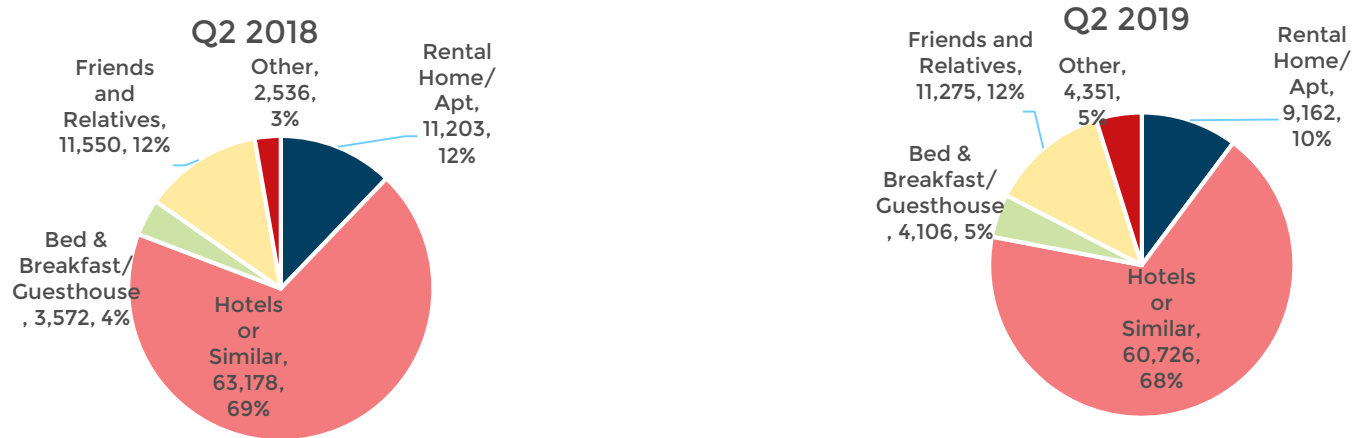 Q2 2018
Friends
and
Relatives,
11,550, 12%
Other,
2,536,
3%
Rental
Home/
Apt,
11,203,
12%
Bed &
Breakfast/
Guesthouse
, 3,572, 4%
Hotels
or
Similar,
63,178,
69%
Q2 2019
Friends and
Relatives,
11,275, 12%
Other,
4,351,
5%
Rental
Home/
Apt,
9,162,
10%
Bed &
Breakfast/
Guesthouse
, 4,106, 5%
Hotels
or
Similar,
60,726,
68%